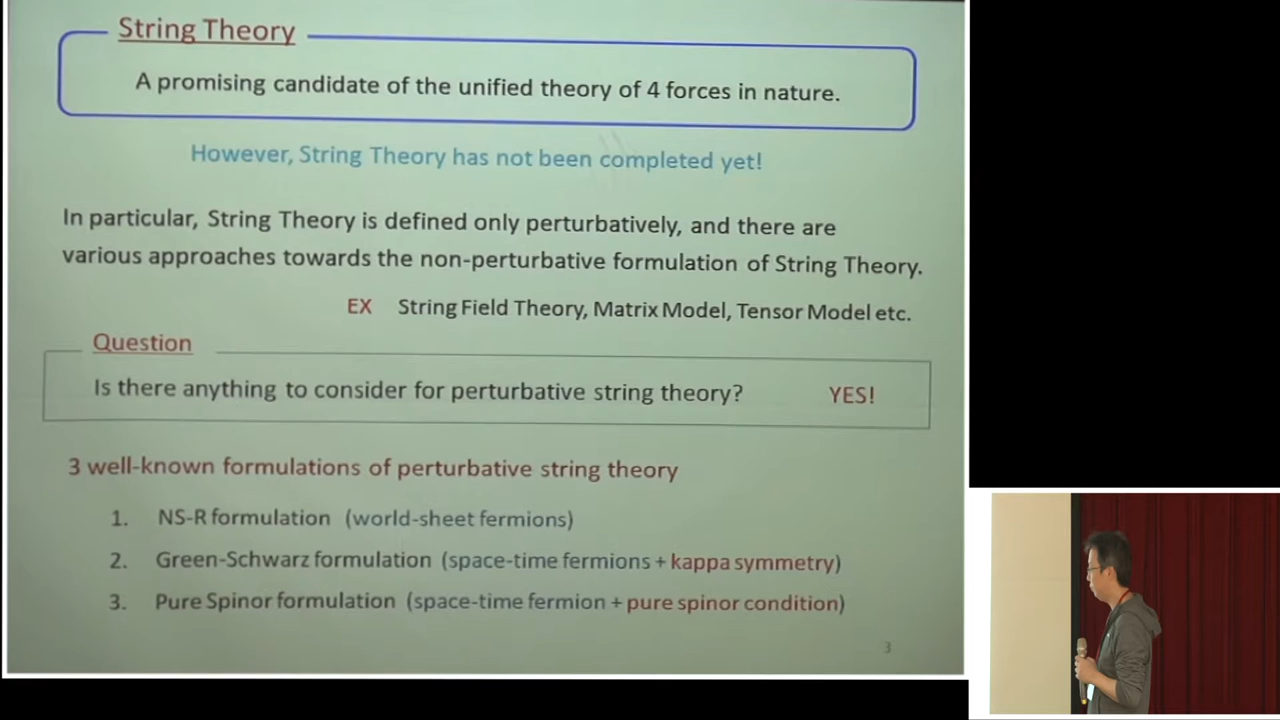 String Theory
A promising candidate of the unified theory of 4 forces in nature.
However, String Theory has not been completed yet!
In particular, String Theory is defined only perturbatively, and there are
various approaches towards the non-perturbative formulation of String Theory.
EX String Field Theory, Matrix Model, Tensor Model etc.
Question
Is there anything to consider for perturbative string theory? YES!
3 well-known formulations of perturbative string theory
1. NS-R formulation (world-sheet fermions)
2. Green-Schwarz formulation (space-time fermions + kappa symmetry)
3. Pure Spinor formulation (space-time fermion + pure spinor condition)
3